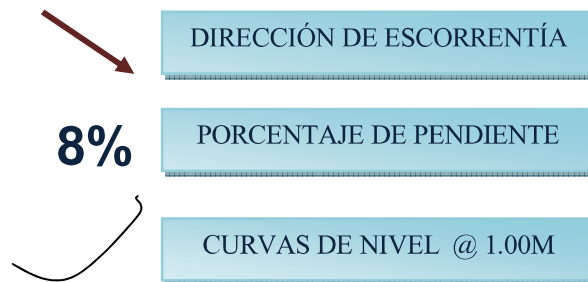 DIRECCIÓN DE ESCORRENTÍA
8% PORCENTAJE DE PENDIENTE
CURVAS DE NIVEL @ 1.00M